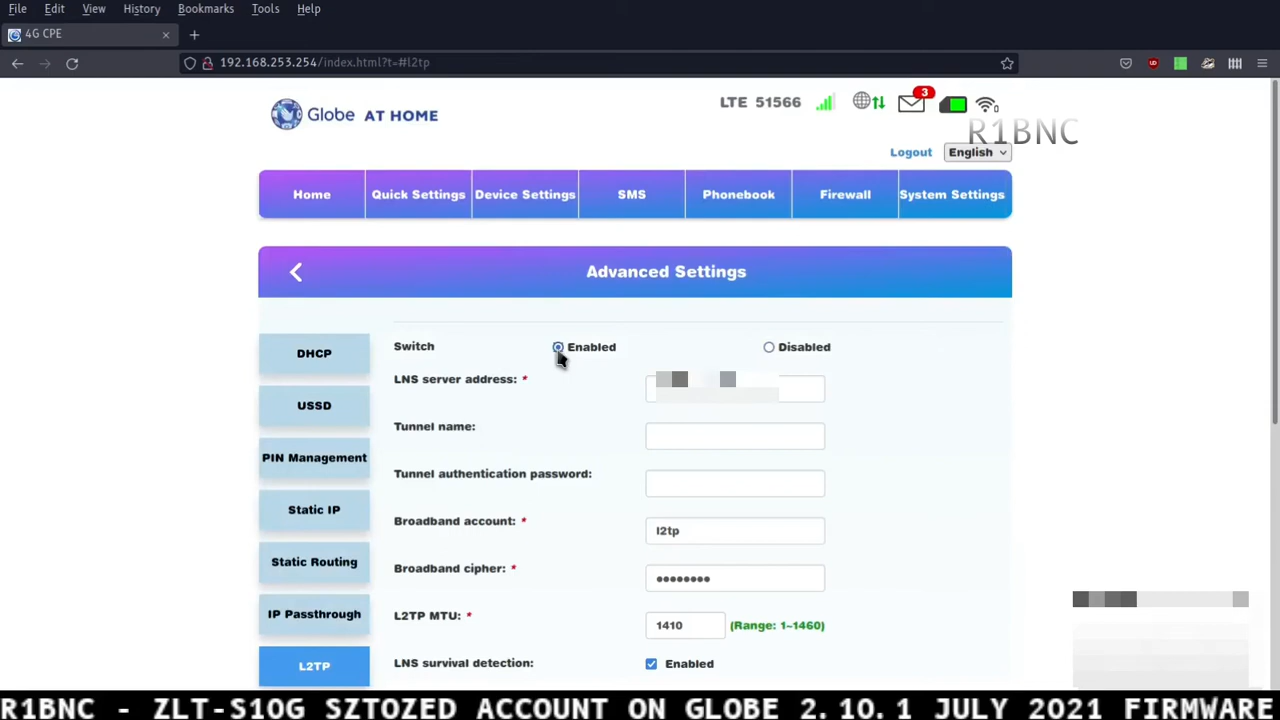 File Edit View History Bookmarks Tools Help
4G CPE
192.168.253.254/index.html?t=#l2tp
Globe AT HOME
LTE 51566
3
0
R1BNC
Logout English
Home Quick Settings Device Settings SMS Phonebook Firewall System Settings
Advanced Settings
DHCP
USSD
PIN Management
Static IP
Static Routing
IP Passthrough
L2TP
Switch Enabled Disabled
LNS server address: *
Tunnel name:
Tunnel authentication password:
Broadband account: * l2tp
Broadband cipher: * ••••••••
L2TP MTU: * 1410 (Range: 1~1460)
LNS survival detection: Enabled
R1BNC - ZLT-S10G SZTOZED ACCOUNT ON GLOBE 2.10.1 JULY 2021 FIRMWARE